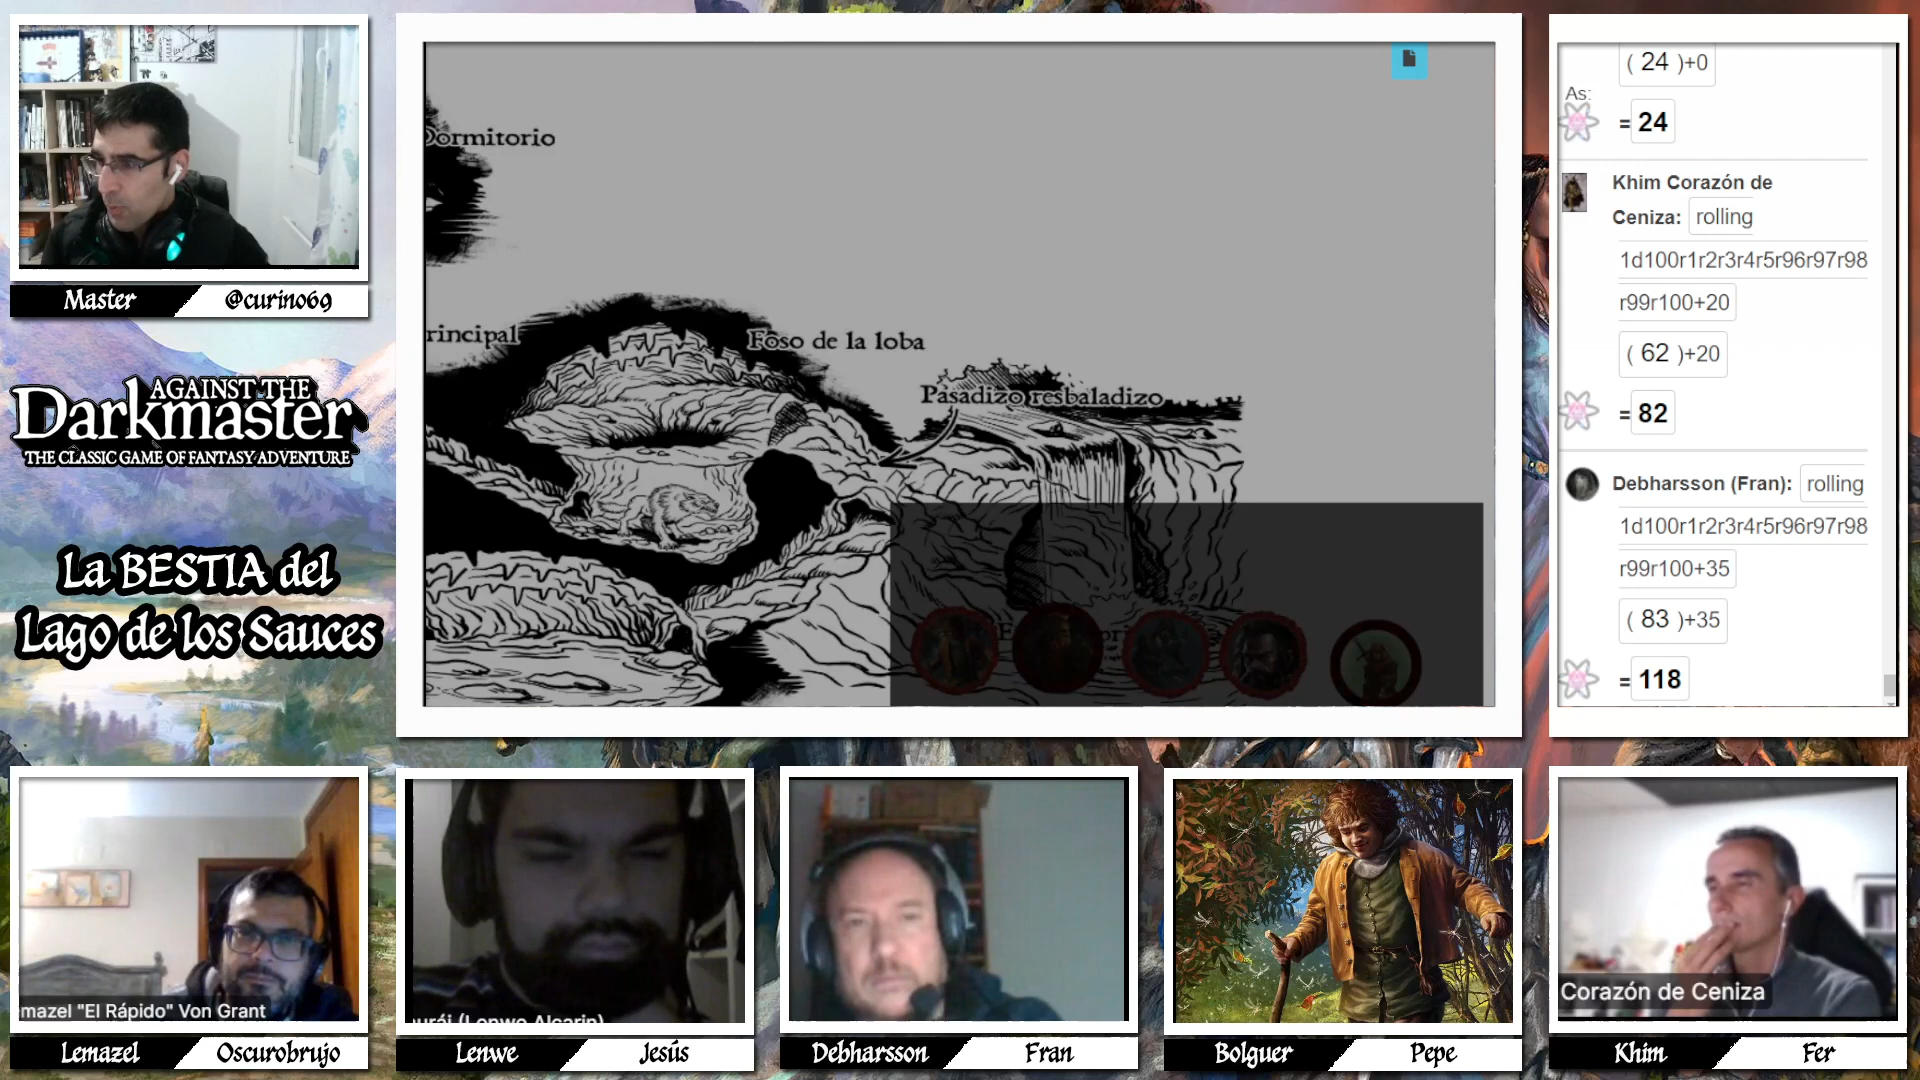 Master
@curino69
AGAINST THE
Darkmaster
THE CLASSIC GAME OF FANTASY ADVENTURE
La BESTIA del
Lago de los Sauces
Dormitorio
rincipal
Foso de la loba
Pasadizo resbaladizo
( 24 )+0
As:
= 24
Khim Corazón de
Ceniza: rolling
1d100r1r2r3r4r5r96r97r98
r99r100+20
( 62 )+20
= 82
Debharsson (Fran): rolling
1d100r1r2r3r4r5r96r97r98
r99r100+35
( 83 )+35
= 118
mazel "El Rápido" Von Grant
urái (Lenwe Alcarin)
Corazón de Ceniza
Lemazel
Oscurobrujo
Lenwe
Jesús
Debharsson
Fran
Bolguer
Pepe
Khim
Fer